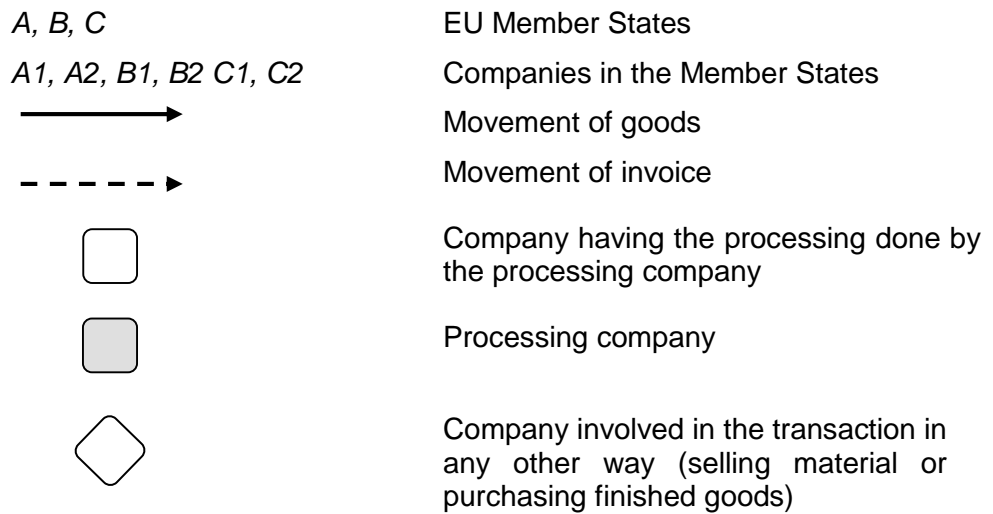 A, B, C EU Member States
A1, A2, B1, B2 C1, C2 Companies in the Member States
Movement of goods
Movement of invoice
Company having the processing done by
the processing company
Processing company
Company involved in the transaction in
any other way (selling material or
purchasing finished goods)